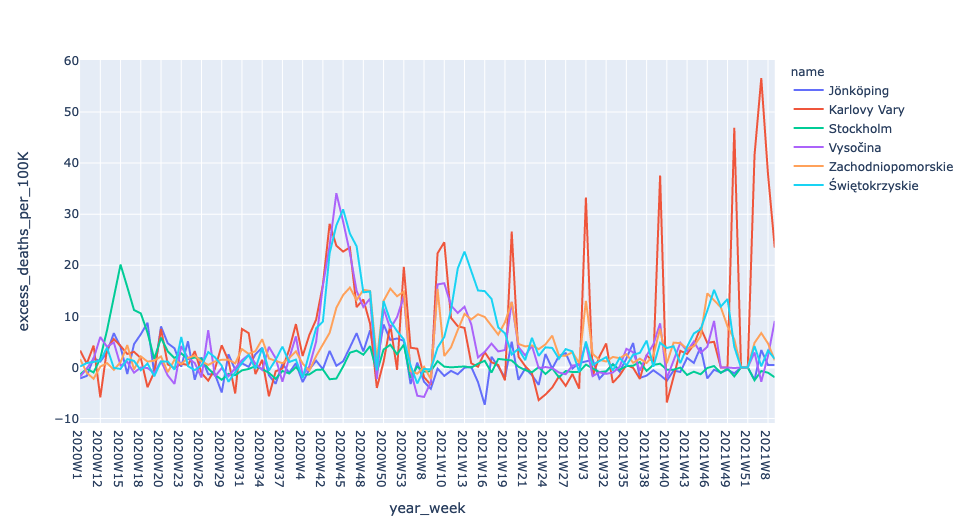 name
Jönköping
Karlovy Vary
Stockholm
Vysočina
Zachodniopomorskie
Świętokrzyskie
excess_deaths_per_100K
60
50
40
30
20
10
0
−10
2020W1
2020W12
2020W15
2020W18
2020W20
2020W23
2020W26
2020W29
2020W31
2020W34
2020W37
2020W4
2020W42
2020W45
2020W48
2020W50
2020W53
2020W8
2021W10
2021W13
2021W16
2021W19
2021W21
2021W24
2021W27
2021W3
2021W32
2021W35
2021W38
2021W40
2021W43
2021W46
2021W49
2021W51
2021W8
year_week